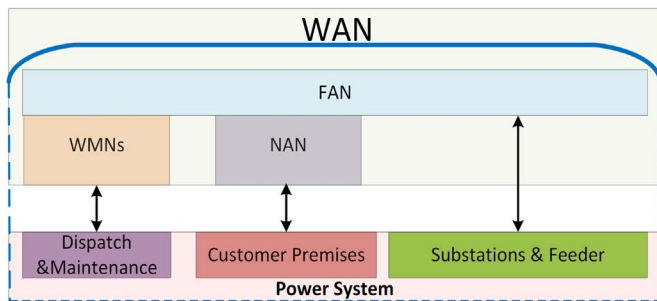 WAN
FAN
WMNs
NAN
Dispatch
&Maintenance
Customer Premises
Substations & Feeder
Power System